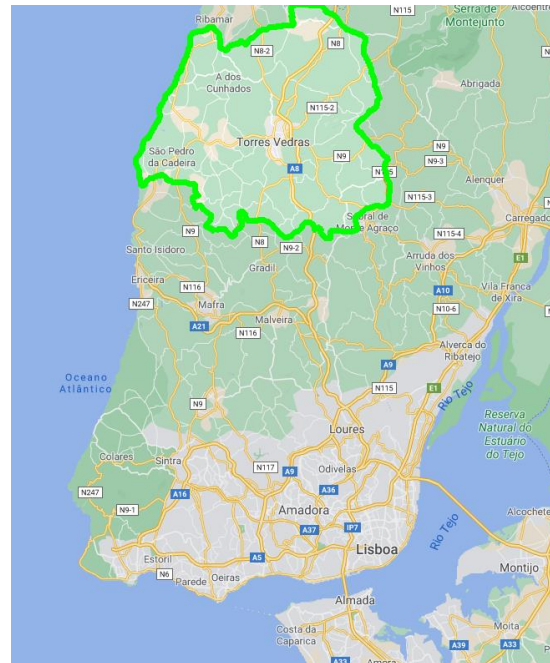 Ribamar
N115
Serra de
Montejunto
Alcoentre
N8-2
N8
A dos
Cunhados
Abrigada
N115-2
Torres Vedras
São Pedro
da Cadeira
N9
N9
N9-3
A8
Alenquer
N115-3
Sobral de
Monte Agraço
Carregado
N9
N8
N9-2
N115-4
Santo Isidoro
Gradil
Arruda dos
Vinhos
E1
Ericeira
N116
A10
Vila Franca
de Xira
N247
Mafra
N10-6
A21
Malveira
N116
Alverca do
Ribatejo
A9
Oceano
Atlântico
N115
E1
Rio Tejo
N9
Reserva
Natural do
Estuário
do Tejo
Loures
Colares
Sintra
N117
A9
Odivelas
N247
A16
A36
N9-1
Amadora
Alcochete
A37
IP7
Rio Tejo
Lisboa
Estoril
A5
N6
Oeiras
Parede
Montijo
Almada
Costa da
Caparica
Moita
A39
A33
A33
Amora